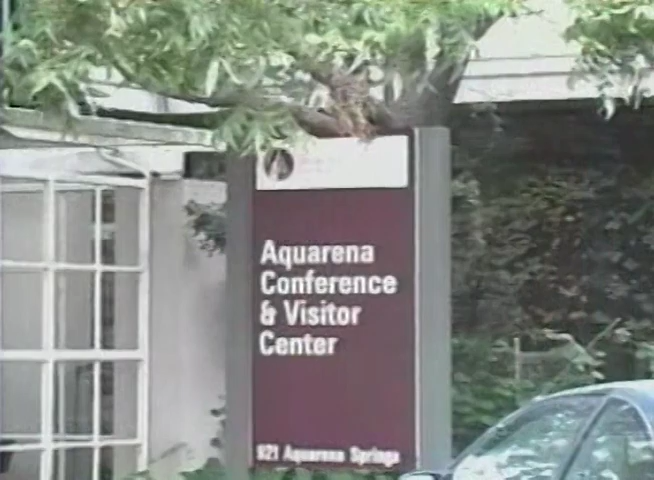 Aquarena
Conference
& Visitor
Center
921 Aquarena Springs